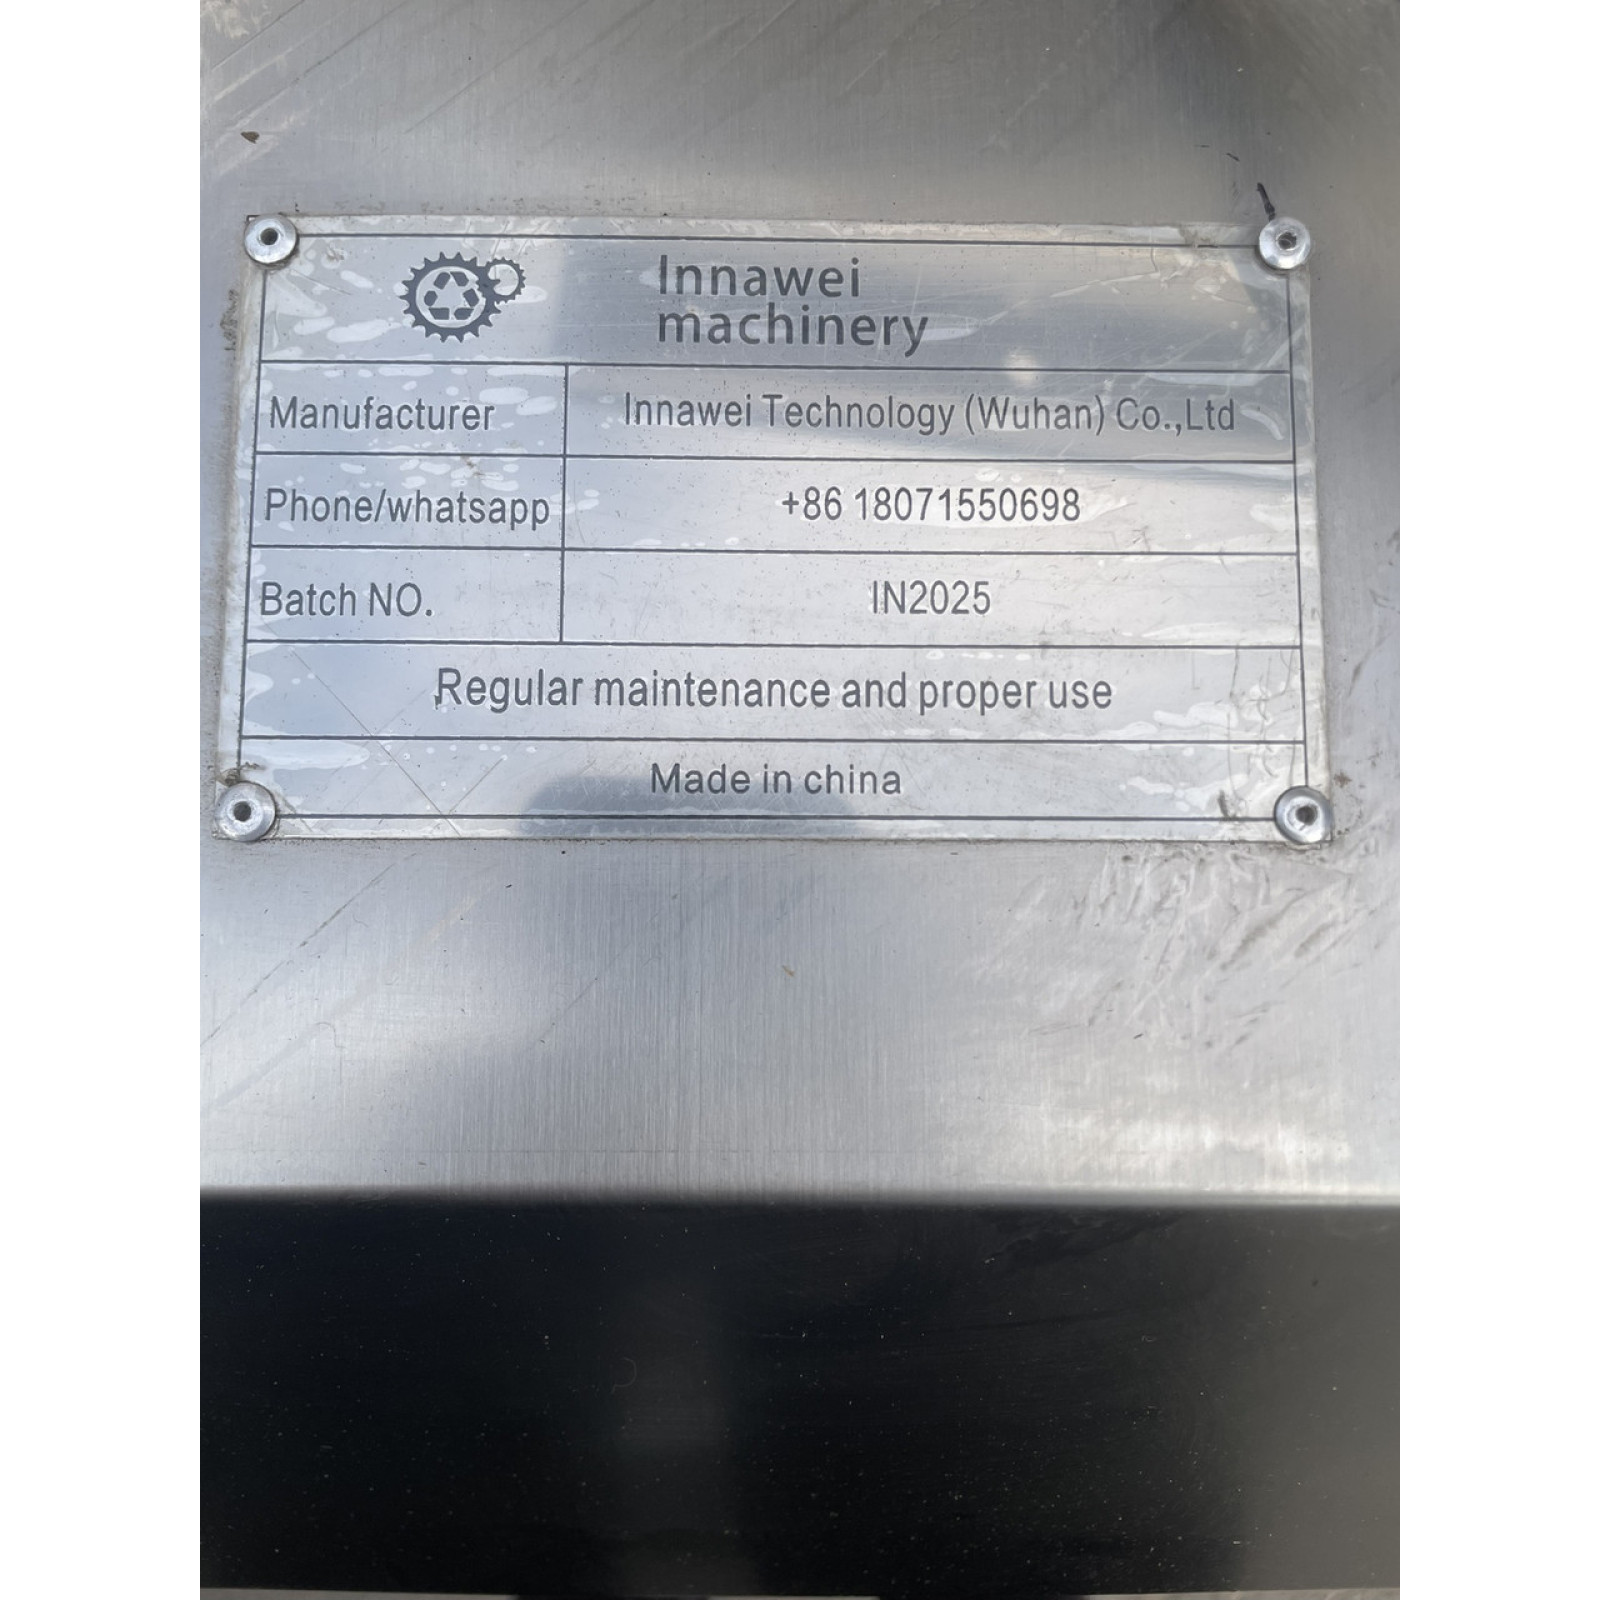 Innawei
machinery
Manufacturer Innawei Technology (Wuhan) Co.,Ltd
Phone/whatsapp +86 18071550698
Batch NO. IN2025
Regular maintenance and proper use
Made in china